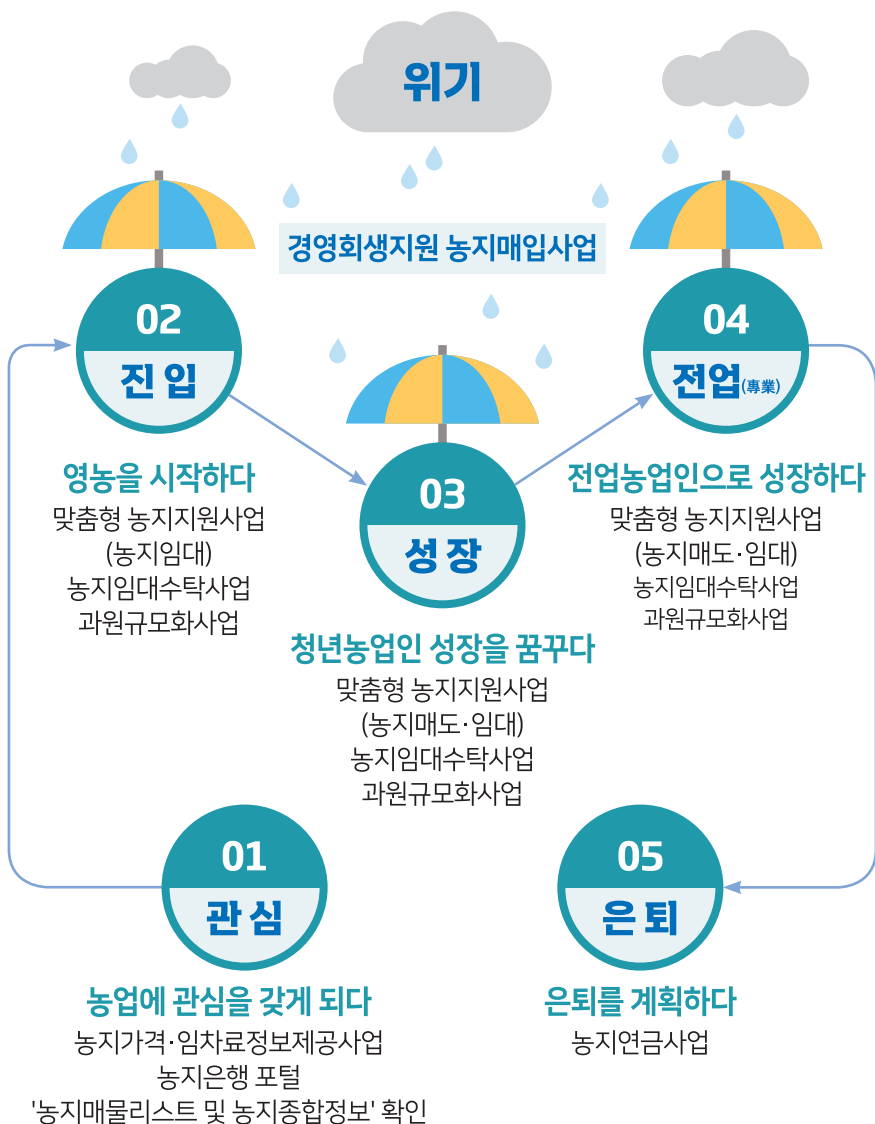 위기
경영회생지원 농지매입사업
01
관심
농업에 관심을 갖게 되다
농지가격·임차료정보제공사업
농지은행 포털
'농지매물리스트 및 농지종합정보' 확인
02
진입
영농을 시작하다
맞춤형 농지지원사업
(농지임대)
농지임대수탁사업
과원규모화사업
03
성장
청년농업인 성장을 꿈꾸다
맞춤형 농지지원사업
(농지매도·임대)
농지임대수탁사업
과원규모화사업
04
전업(專業)
전업농업인으로 성장하다
맞춤형 농지지원사업
(농지매도·임대)
농지임대수탁사업
과원규모화사업
05
은퇴
은퇴를 계획하다
농지연금사업